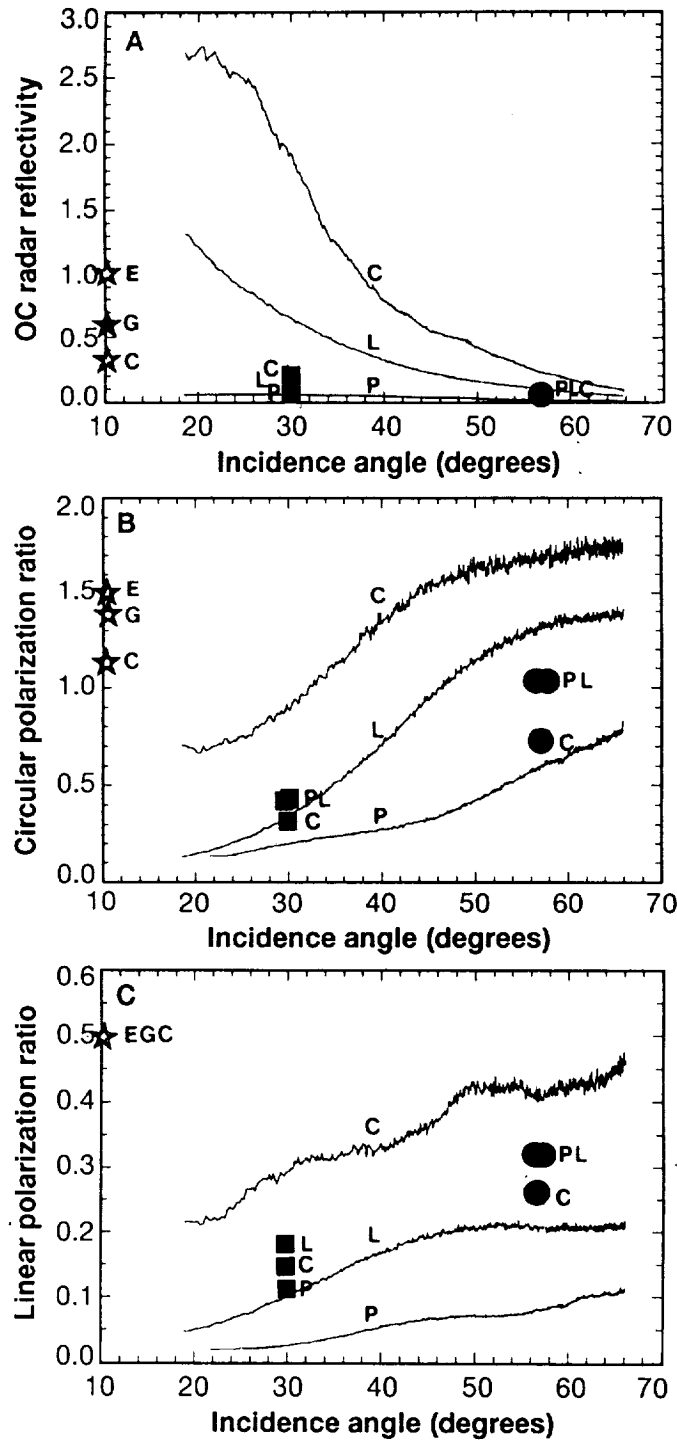 A
3.0
2.5
2.0
1.5
1.0
0.5
0.0
OC radar reflectivity
E
G
C
C
L
P
C
L
P
PLC
10 20 30 40 50 60 70
Incidence angle (degrees)
B
2.0
1.5
1.0
0.5
0.0
Circular polarization ratio
E
G
C
C
L
P
PL
C
PL
C
10 20 30 40 50 60 70
Incidence angle (degrees)
C
0.6
0.5
0.4
0.3
0.2
0.1
0.0
Linear polarization ratio
EGC
C
L
P
L
C
P
PL
C
10 20 30 40 50 60 70
Incidence angle (degrees)